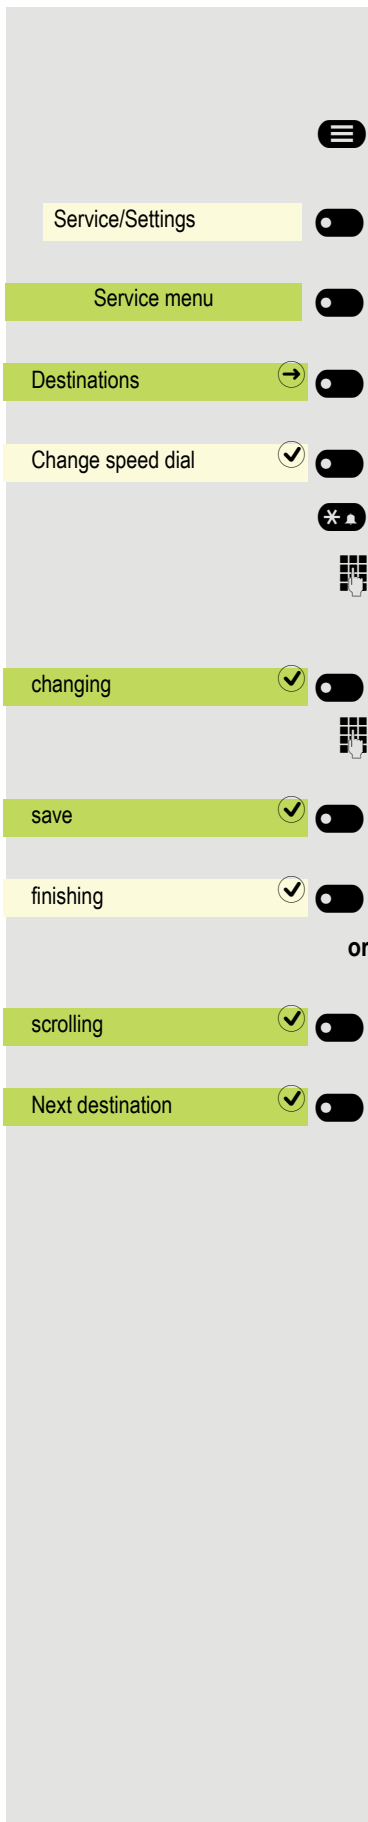 Service/Settings
Service menu
Destinations
Change speed dial
changing
save
finishing
or
scrolling
Next destination